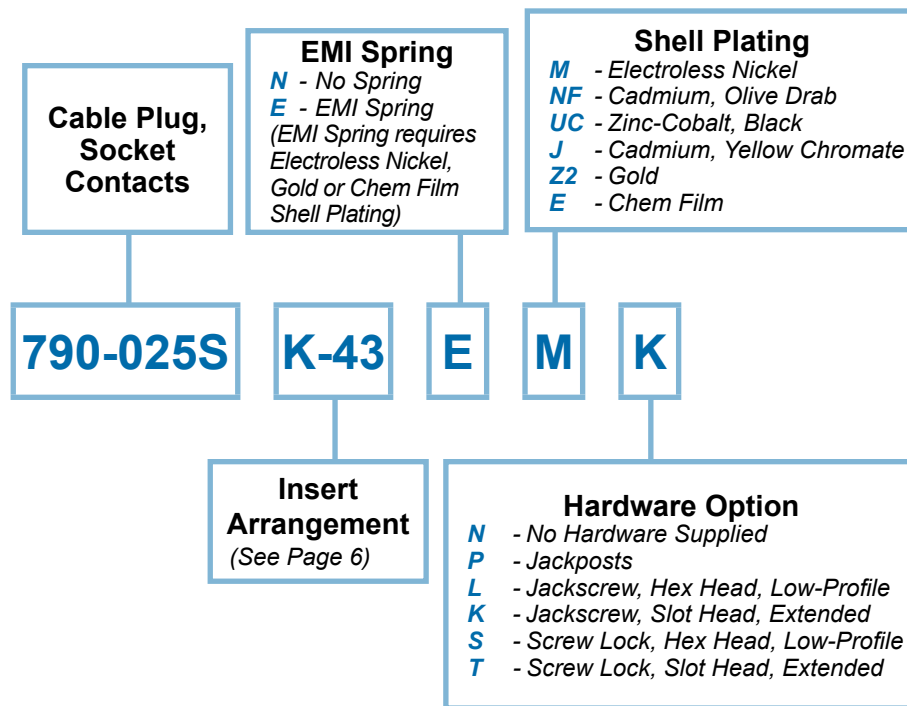 Cable Plug,
Socket
Contacts
EMI Spring
N - No Spring
E - EMI Spring
(EMI Spring requires
Electroless Nickel,
Gold or Chem Film
Shell Plating)
Shell Plating
M - Electroless Nickel
NF - Cadmium, Olive Drab
UC - Zinc-Cobalt, Black
J - Cadmium, Yellow Chromate
Z2 - Gold
E - Chem Film
790-025S K-43 E M K
Insert
Arrangement
(See Page 6)
Hardware Option
N - No Hardware Supplied
P - Jackposts
L - Jackscrew, Hex Head, Low-Profile
K - Jackscrew, Slot Head, Extended
S - Screw Lock, Hex Head, Low-Profile
T - Screw Lock, Slot Head, Extended